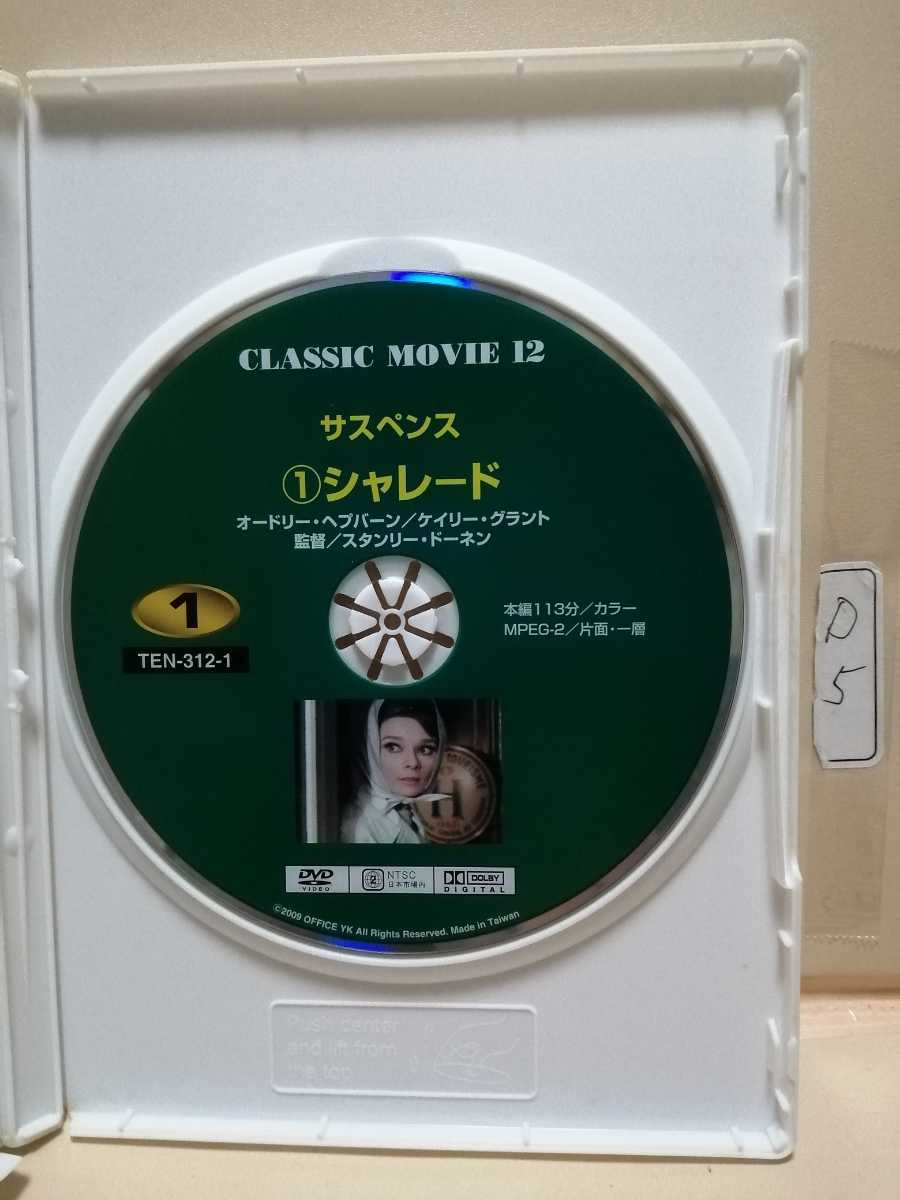 CLASSIC MOVIE 12
サスペンス
①シャレード
オードリー・ヘプバーン／ケイリー・グラント
監督／スタンリー・ドーネン
1
TEN-312-1
本編113分／カラー
MPEG-2／片面・一層
DVD
VIDEO
2
NTSC
日本市場向
DOLBY
DIGITAL
©2009 OFFICE YK All Rights Reserved. Made in Taiwan
Push center
and lift from
the top
D
5